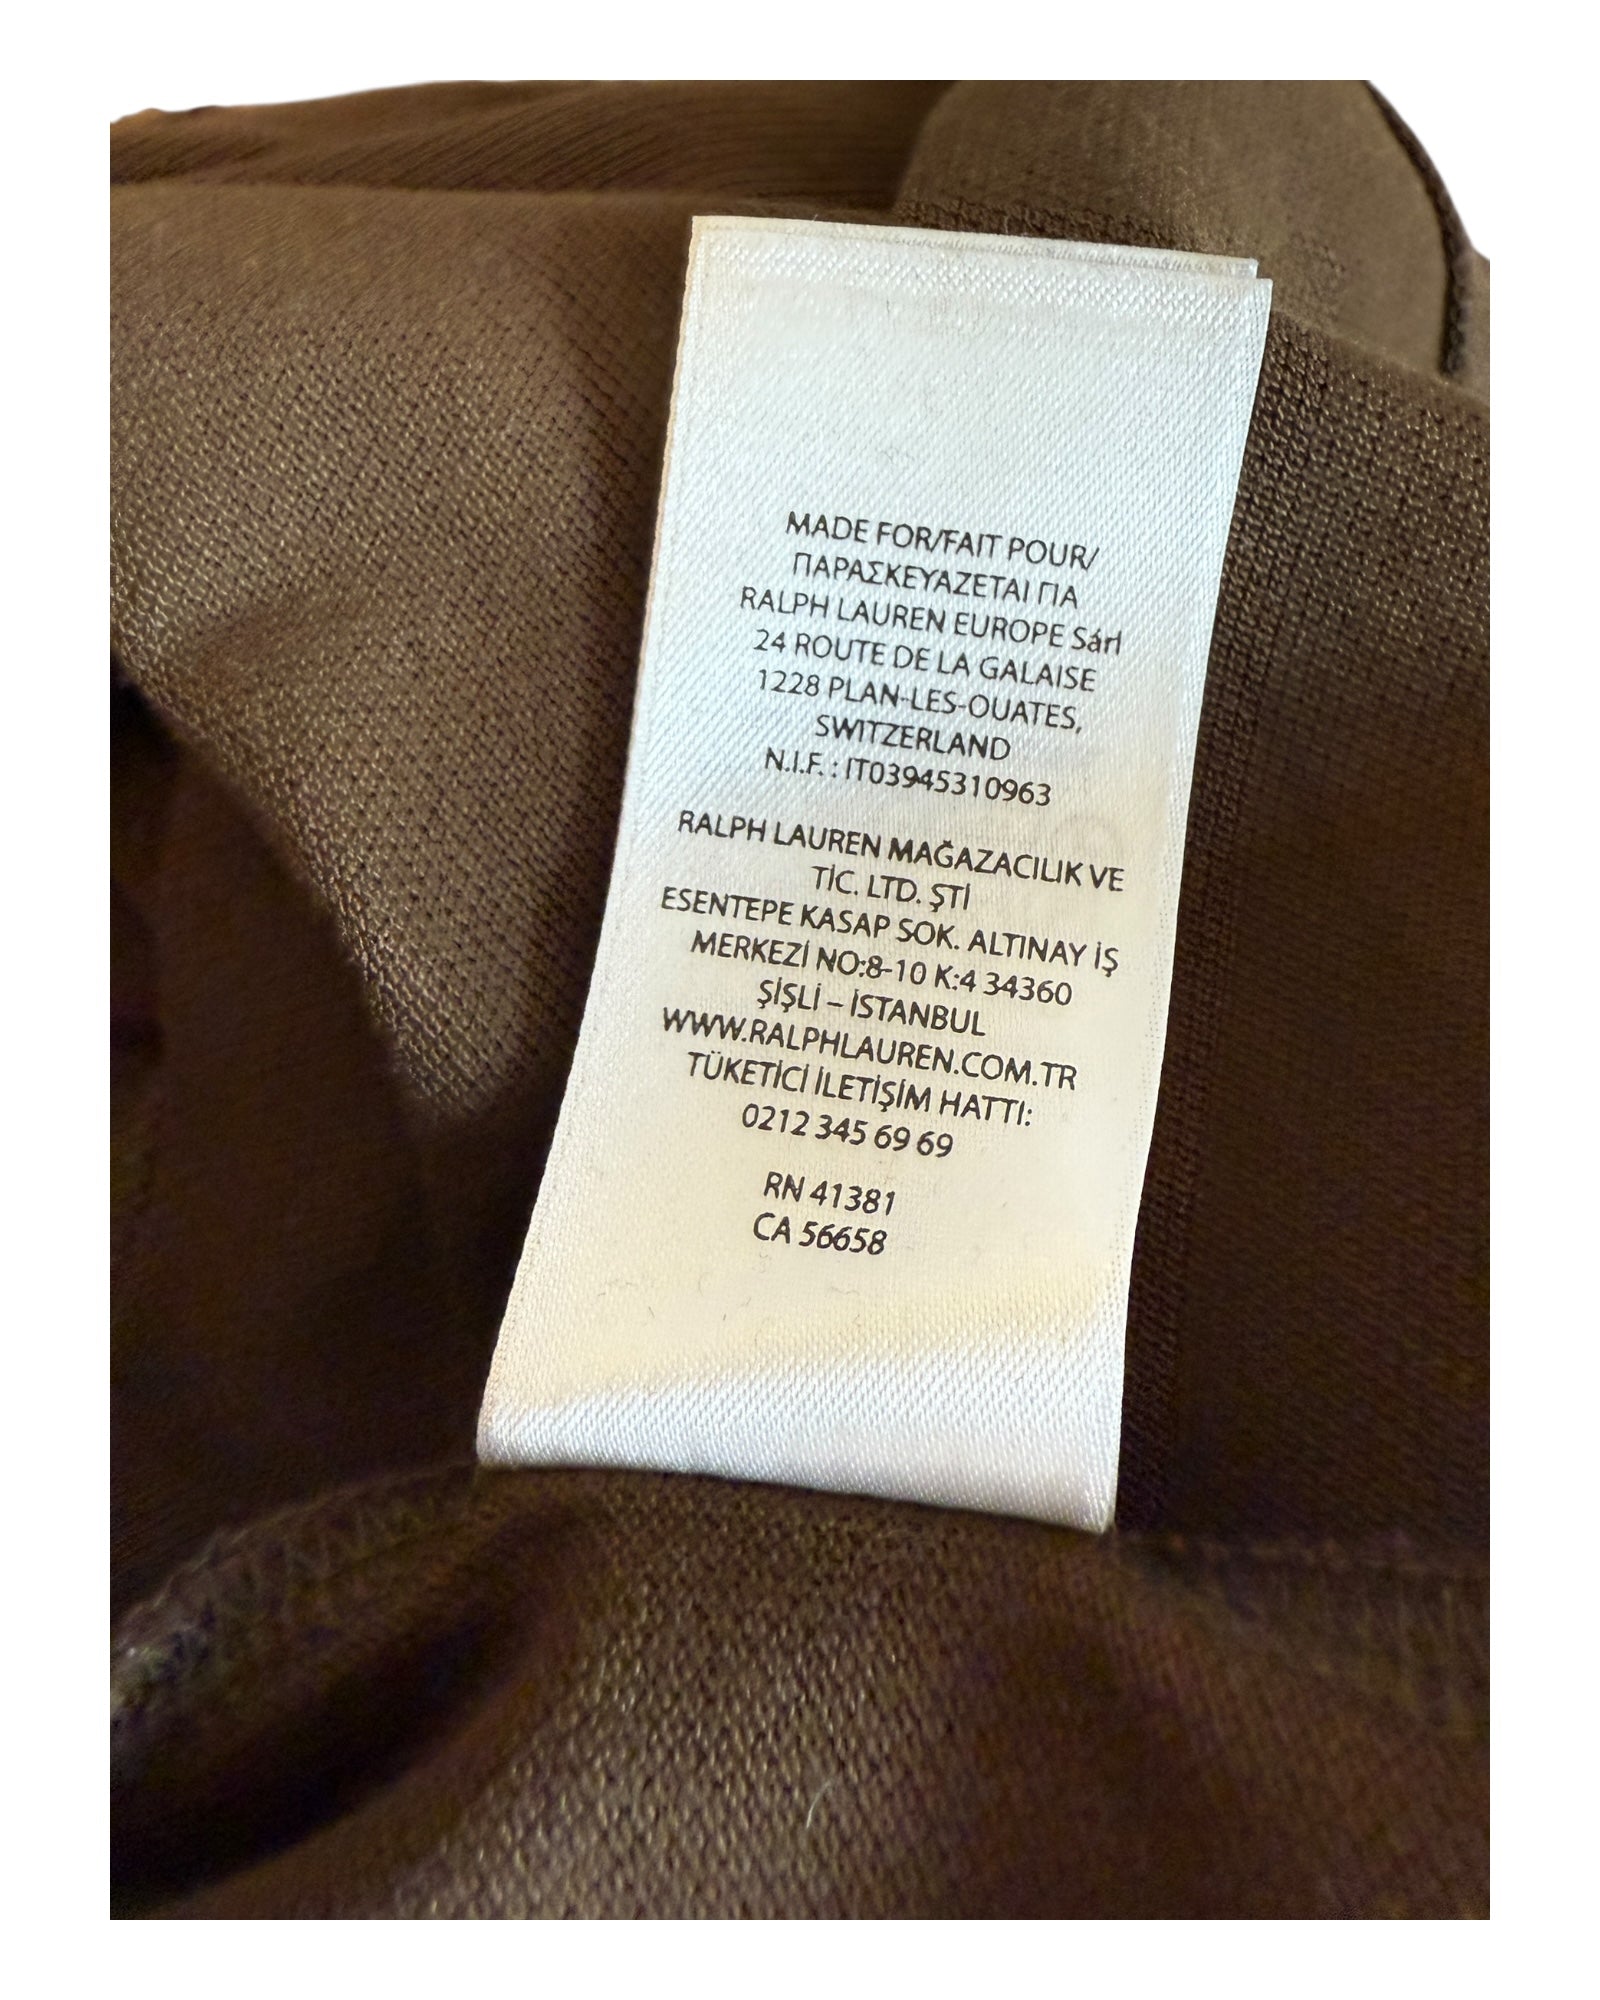 MADE FOR/FAIT POUR/
ΠΑΡΑΣΚΕΥΑΖΕΤΑΙ ΓΙΑ
RALPH LAUREN EUROPE Sárl
24 ROUTE DE LA GALAISE
1228 PLAN-LES-OUATES,
SWITZERLAND
N.I.F. : IT03945310963
RALPH LAUREN MAĞAZACILIK VE
TİC. LTD. ŞTİ
ESENTEPE KASAP SOK. ALTINAY İŞ
MERKEZİ NO:8-10 K:4 34360
ŞİŞLİ – İSTANBUL
WWW.RALPHLAUREN.COM.TR
TÜKETİCİ İLETİŞİM HATTI:
0212 345 69 69
RN 41381
CA 56658